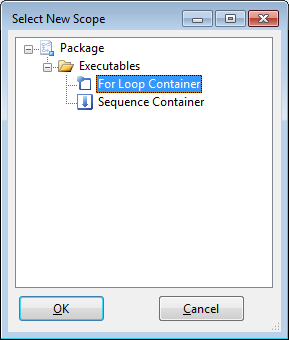 Select New Scope
Package
Executables
For Loop Container
Sequence Container
OK
Cancel